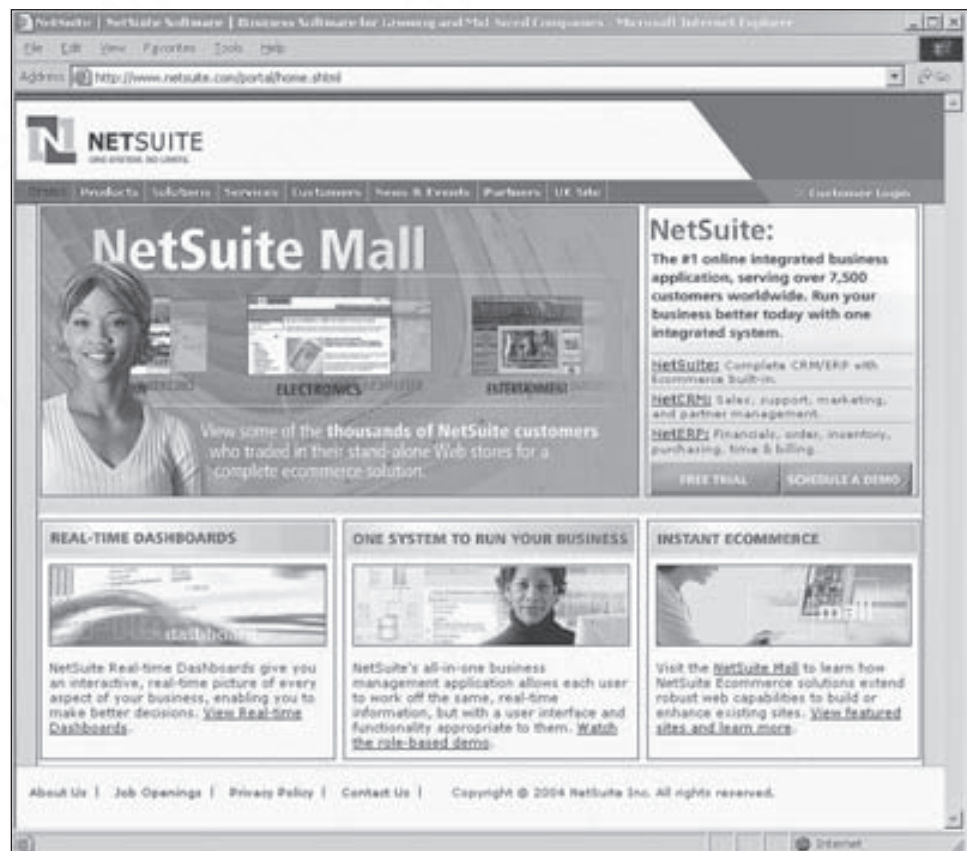 NetSuite | NetSuite Software | Business Software for Growing and Mid-Sized Companies - Microsoft Internet Explorer
File Edit View Favorites Tools Help
Address http://www.netsuite.com/portal/home.shtml Go
N NETSUITE
ONE SYSTEM. NO LIMITS.
Home Products Solutions Services Customers News & Events Partners UK Site Customer Login
NetSuite Mall
ELECTRONICS
ENTERTAINMENT
View some of the thousands of NetSuite customers
who traded in their stand-alone Web stores for a
complete ecommerce solution.
NetSuite:
The #1 online integrated business
application, serving over 7,500
customers worldwide. Run your
business better today with one
integrated system.
NetSuite: Complete CRM/ERP with
Ecommerce built-in.
NetCRM: Sales, support, marketing,
and partner management.
NetERP: Financials, order, inventory,
purchasing, time & billing.
FREE TRIAL SCHEDULE A DEMO
REAL-TIME DASHBOARDS
dashboard
NetSuite Real-time Dashboards give you
an interactive, real-time picture of every
aspect of your business, enabling you to
make better decisions. View Real-time
Dashboards.
ONE SYSTEM TO RUN YOUR BUSINESS
NetSuite's all-in-one business
management application allows each user
to work off the same, real-time
information, but with a user interface and
functionality appropriate to them. Watch
the role-based demo.
INSTANT ECOMMERCE
mall
Visit the NetSuite Mall to learn how
NetSuite Ecommerce solutions extend
robust web capabilities to build or
enhance existing sites. View featured
sites and learn more.
About Us | Job Openings | Privacy Policy | Contact Us | Copyright © 2004 NetSuite Inc. All rights reserved.
Internet